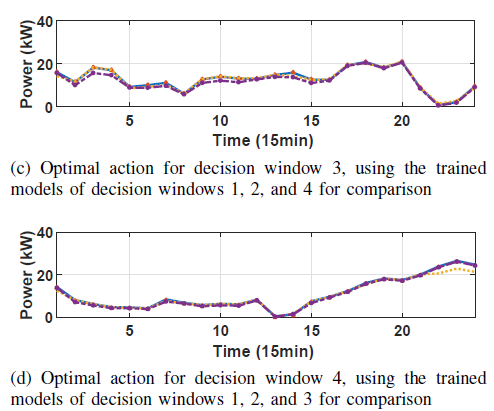 40
20
0
Power (kW)
5 10 15 20
Time (15min)
(c) Optimal action for decision window 3, using the trained
models of decision windows 1, 2, and 4 for comparison
40
20
0
Power (kW)
5 10 15 20
Time (15min)
(d) Optimal action for decision window 4, using the trained
models of decision windows 1, 2, and 3 for comparison